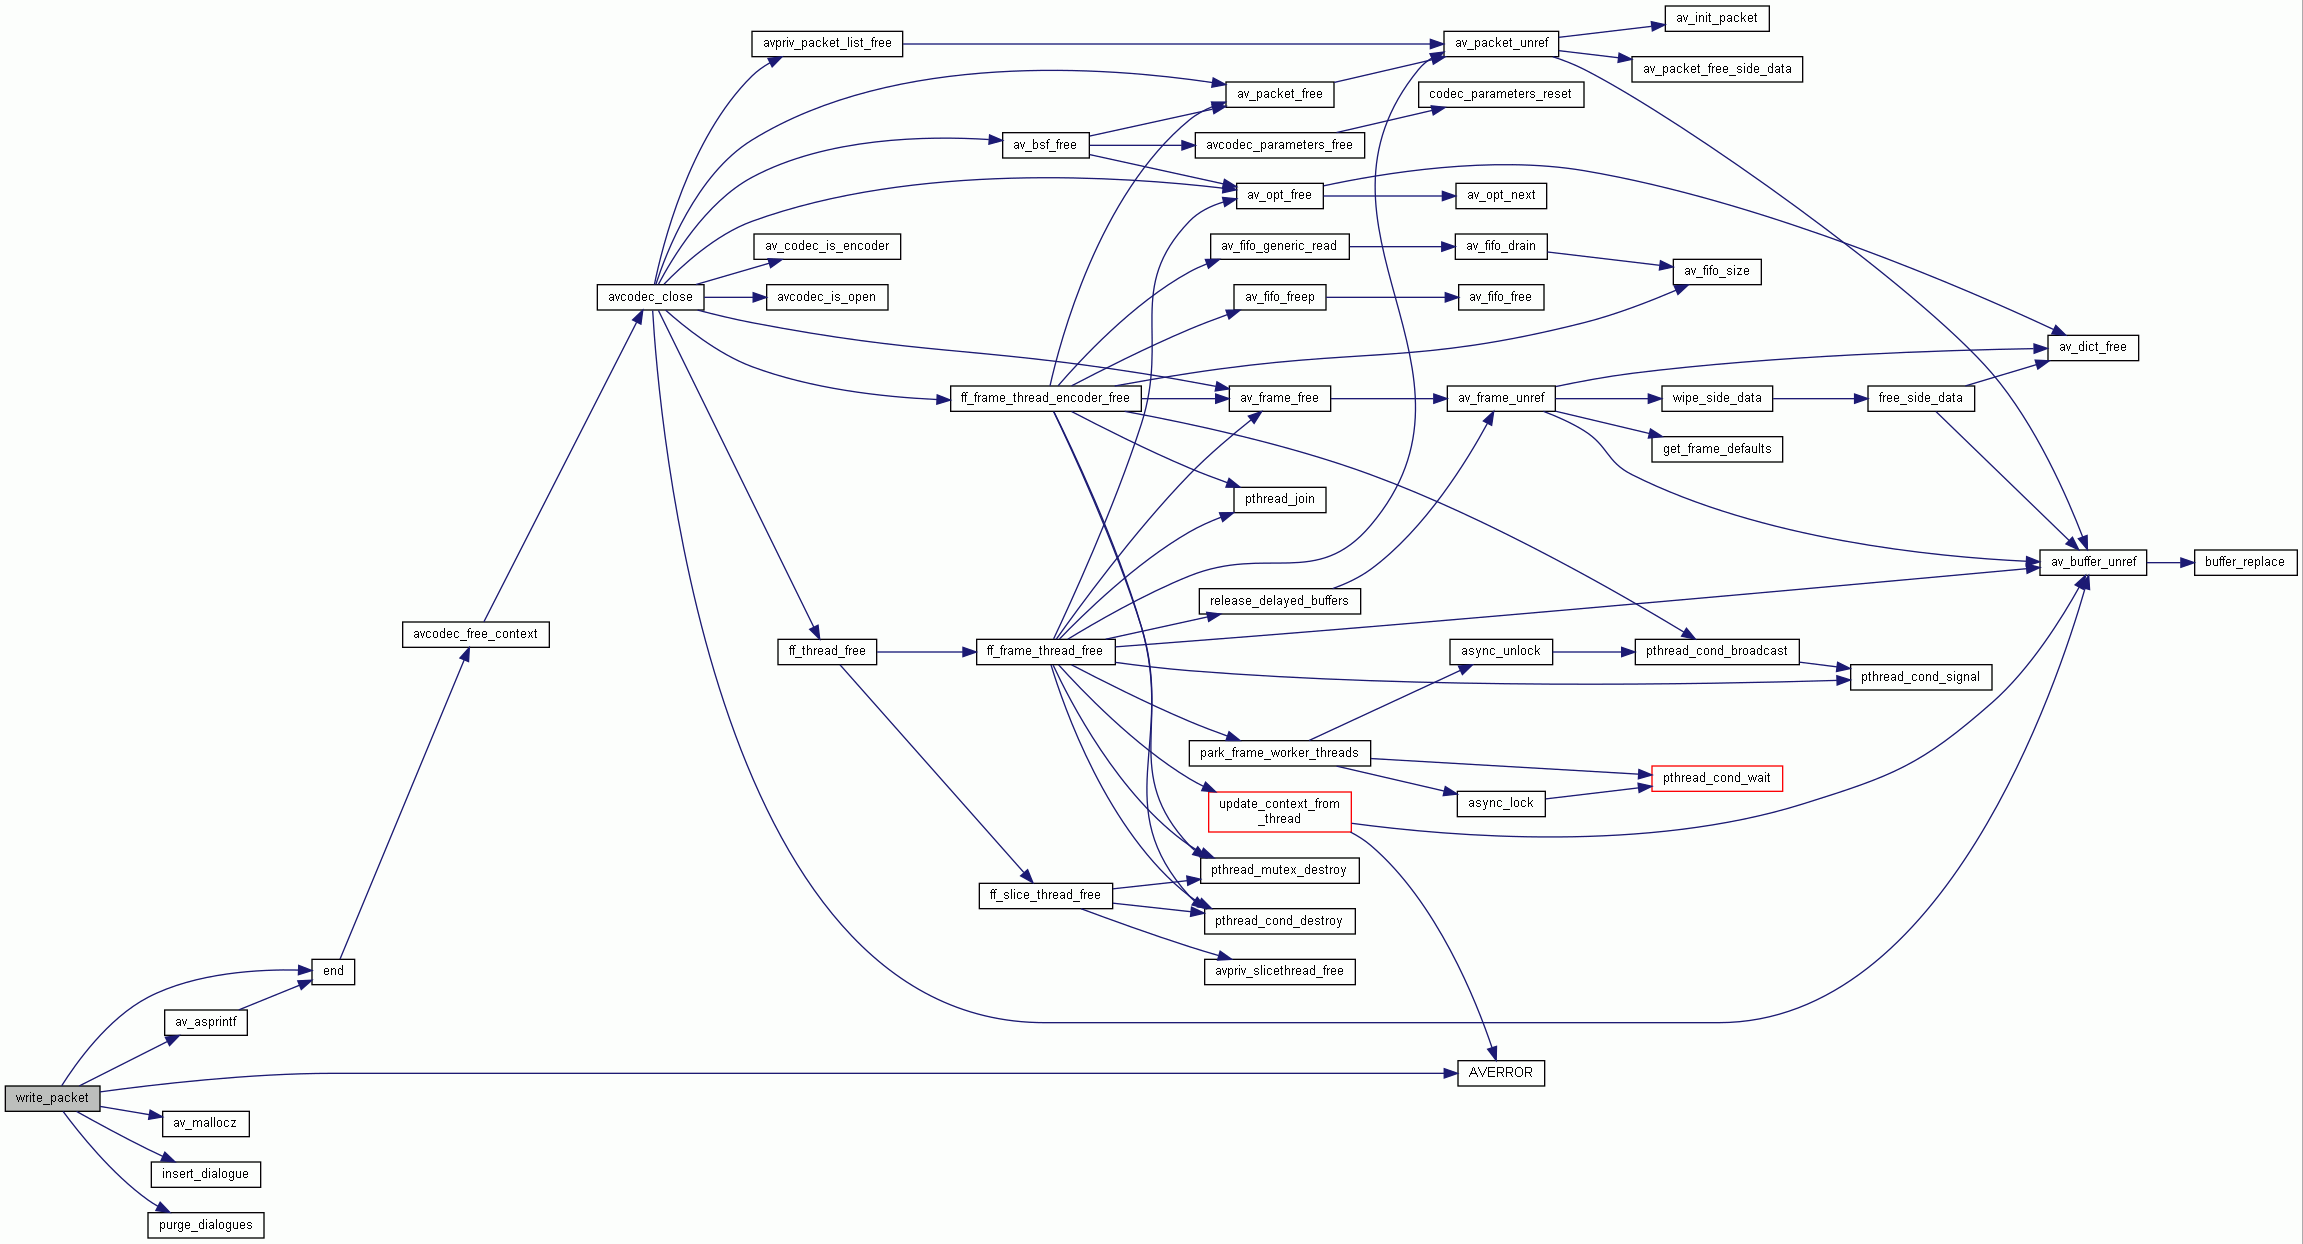 av_init_packet
avpriv_packet_list_free
av_packet_unref
av_packet_free_side_data
av_packet_free
codec_parameters_reset
av_bsf_free
avcodec_parameters_free
av_opt_free
av_opt_next
av_codec_is_encoder
av_fifo_generic_read
av_fifo_drain
av_fifo_size
avcodec_close
avcodec_is_open
av_fifo_freep
av_fifo_free
av_dict_free
ff_frame_thread_encoder_free
av_frame_free
av_frame_unref
wipe_side_data
free_side_data
get_frame_defaults
pthread_join
av_buffer_unref
buffer_replace
release_delayed_buffers
avcodec_free_context
ff_thread_free
ff_frame_thread_free
async_unlock
pthread_cond_broadcast
pthread_cond_signal
park_frame_worker_threads
pthread_cond_wait
update_context_from
_thread
async_lock
pthread_mutex_destroy
ff_slice_thread_free
pthread_cond_destroy
end
avpriv_slicethread_free
av_asprintf
AVERROR
write_packet
av_mallocz
insert_dialogue
purge_dialogues